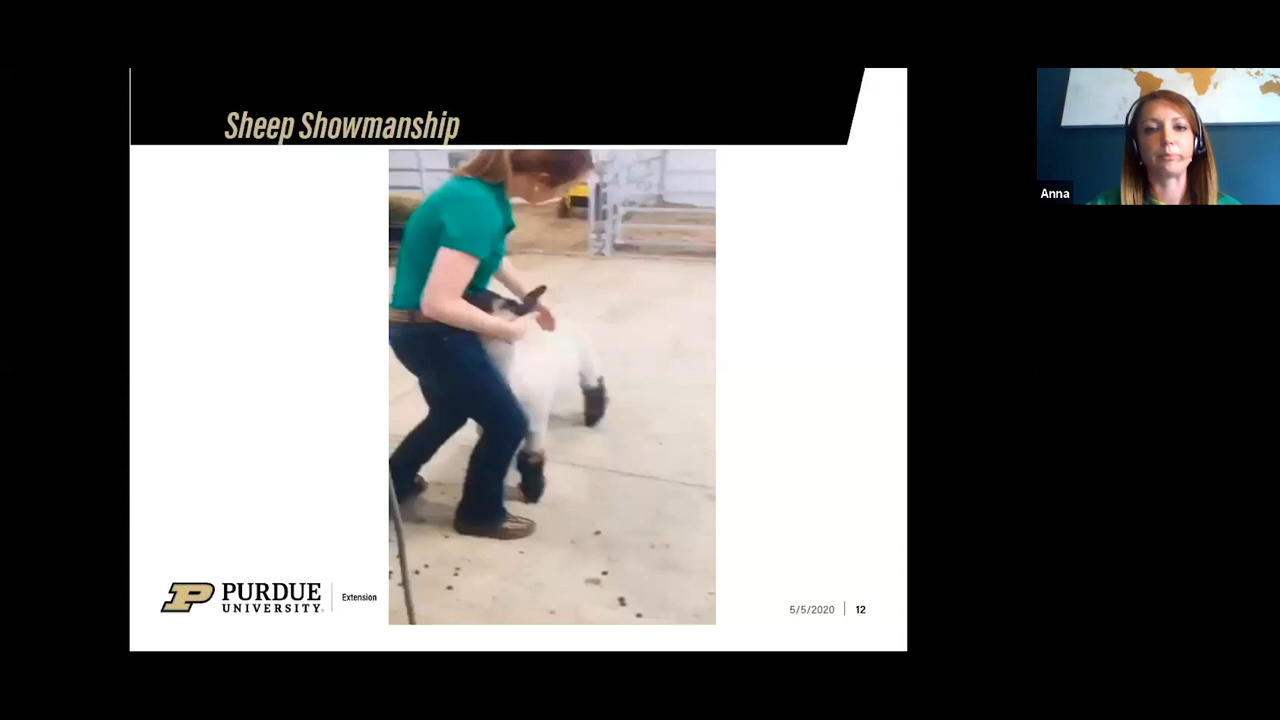 Sheep Showmanship
Anna
PURDUE
UNIVERSITY
Extension
5/5/2020
12